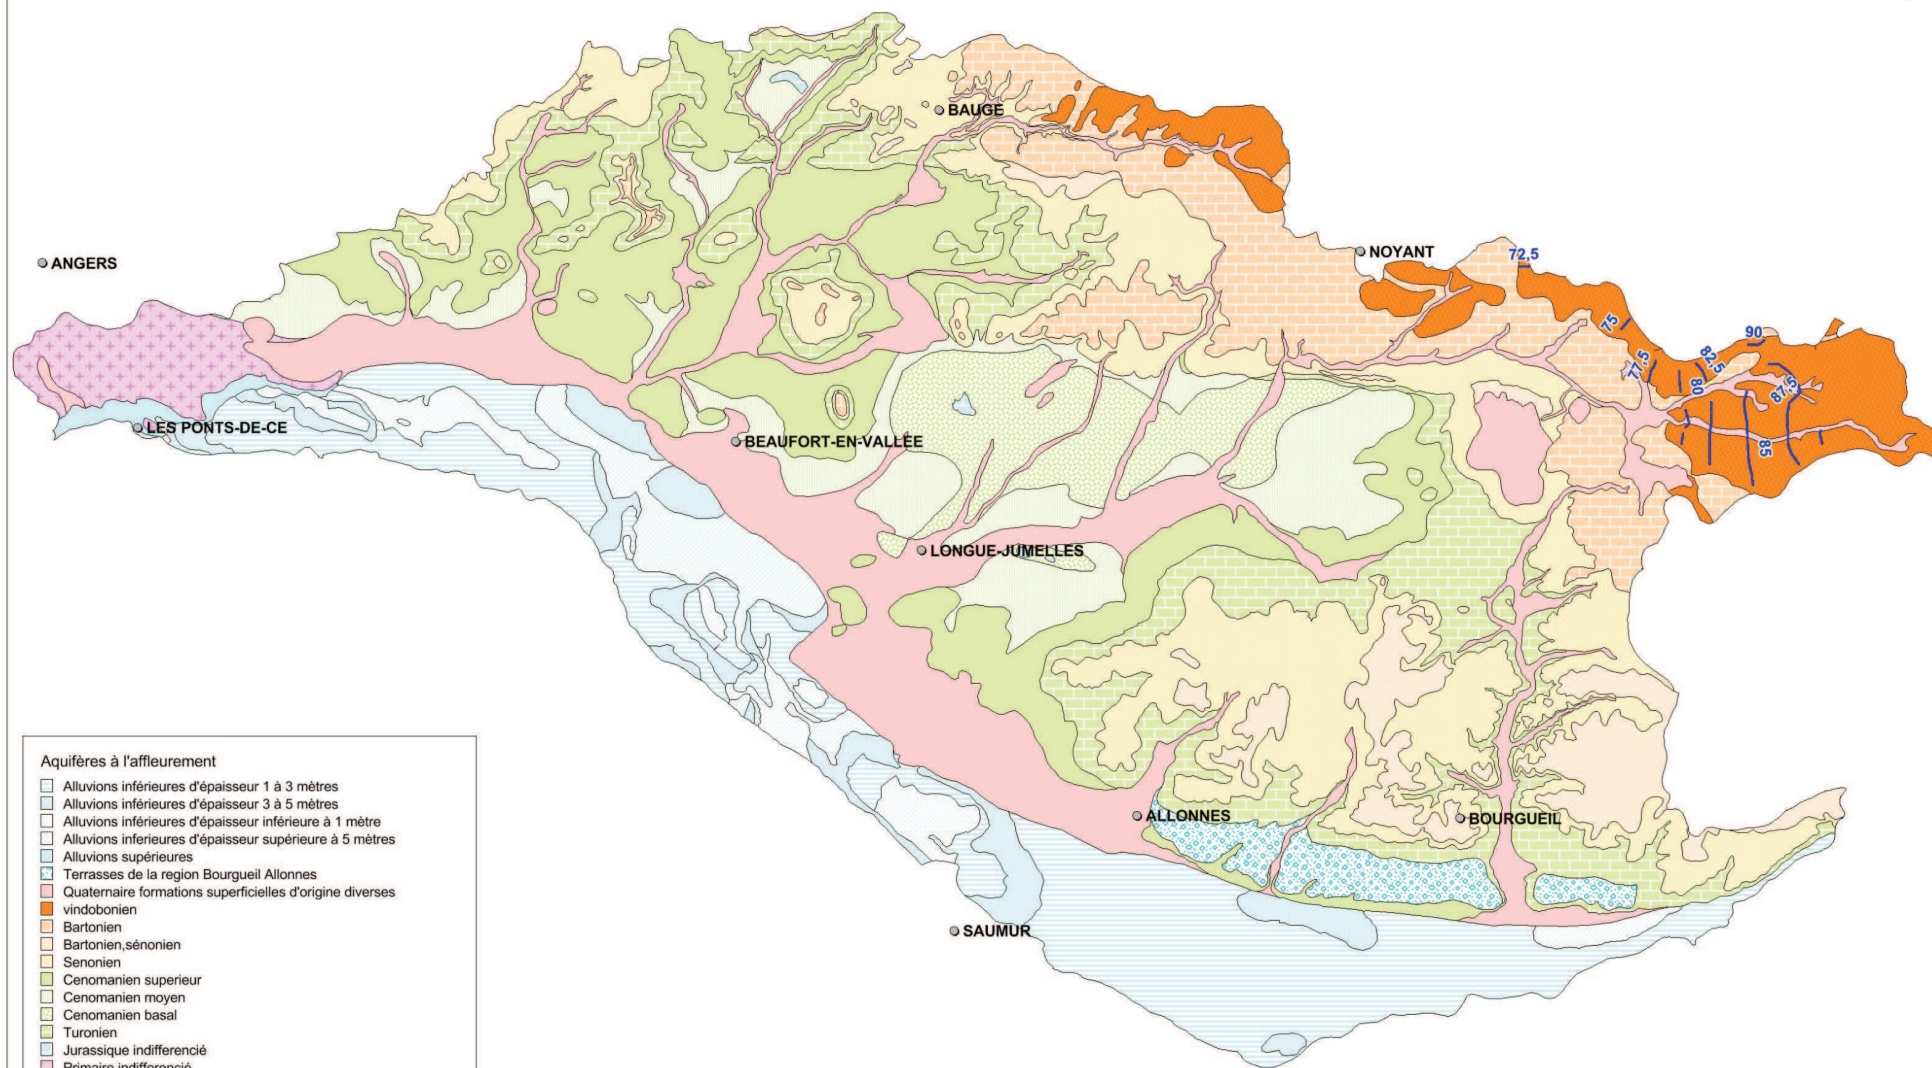 BAUGE
ANGERS
NOYANT
72,5
75
90
77,5
82,5
80
87,5
85
LES PONTS-DE-CE
BEAUFORT-EN-VALLEE
LONGUE-JUMELLES
ALLONNES
BOURGUEIL
SAUMUR
Aquifères à l'affleurement
Alluvions inférieures d'épaisseur 1 à 3 mètres
Alluvions inférieures d'épaisseur 3 à 5 mètres
Alluvions inférieures d'épaisseur inférieure à 1 mètre
Alluvions inferieures d'épaisseur supérieure à 5 mètres
Alluvions supérieures
Terrasses de la region Bourgueil Allonnes
Quaternaire formations superficielles d'origine diverses
vindobonien
Bartonien
Bartonien,sénonien
Senonien
Cenomanien superieur
Cenomanien moyen
Cenomanien basal
Turonien
Jurassique indifferencié
Primaire indifferencié